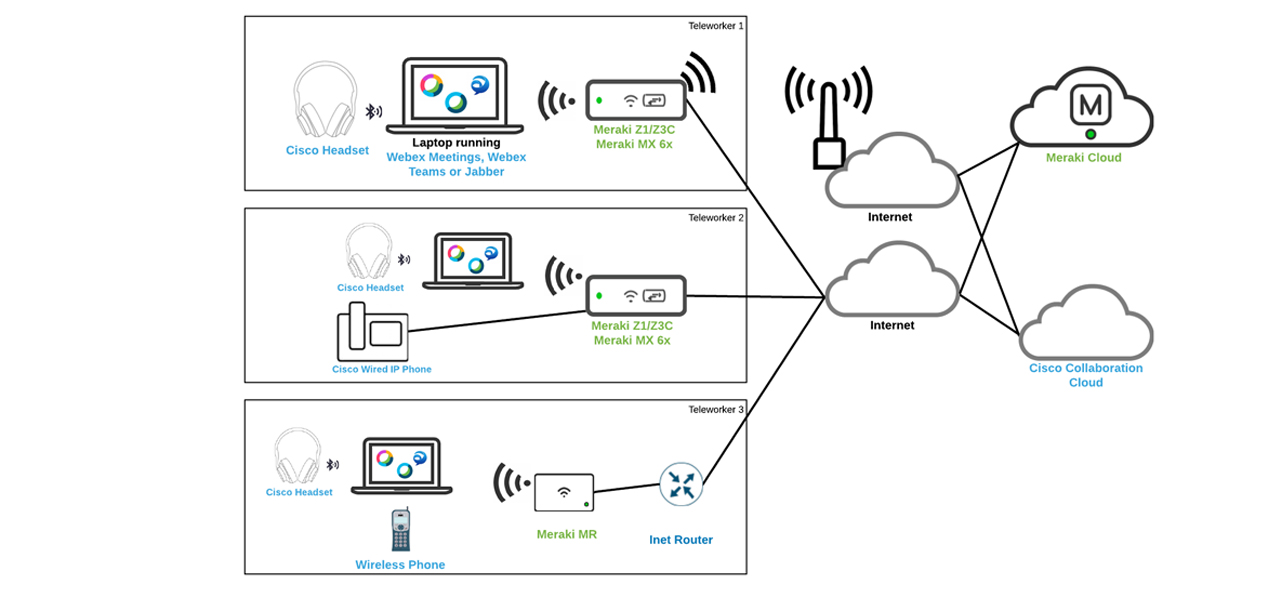 Teleworker 1
Cisco Headset
Laptop running
Webex Meetings, Webex
Teams or Jabber
Meraki Z1/Z3C
Meraki MX 6x
Internet
M
Meraki Cloud
Teleworker 2
Cisco Headset
Cisco Wired IP Phone
Meraki Z1/Z3C
Meraki MX 6x
Internet
Cisco Collaboration
Cloud
Teleworker 3
Cisco Headset
Wireless Phone
Meraki MR
Inet Router